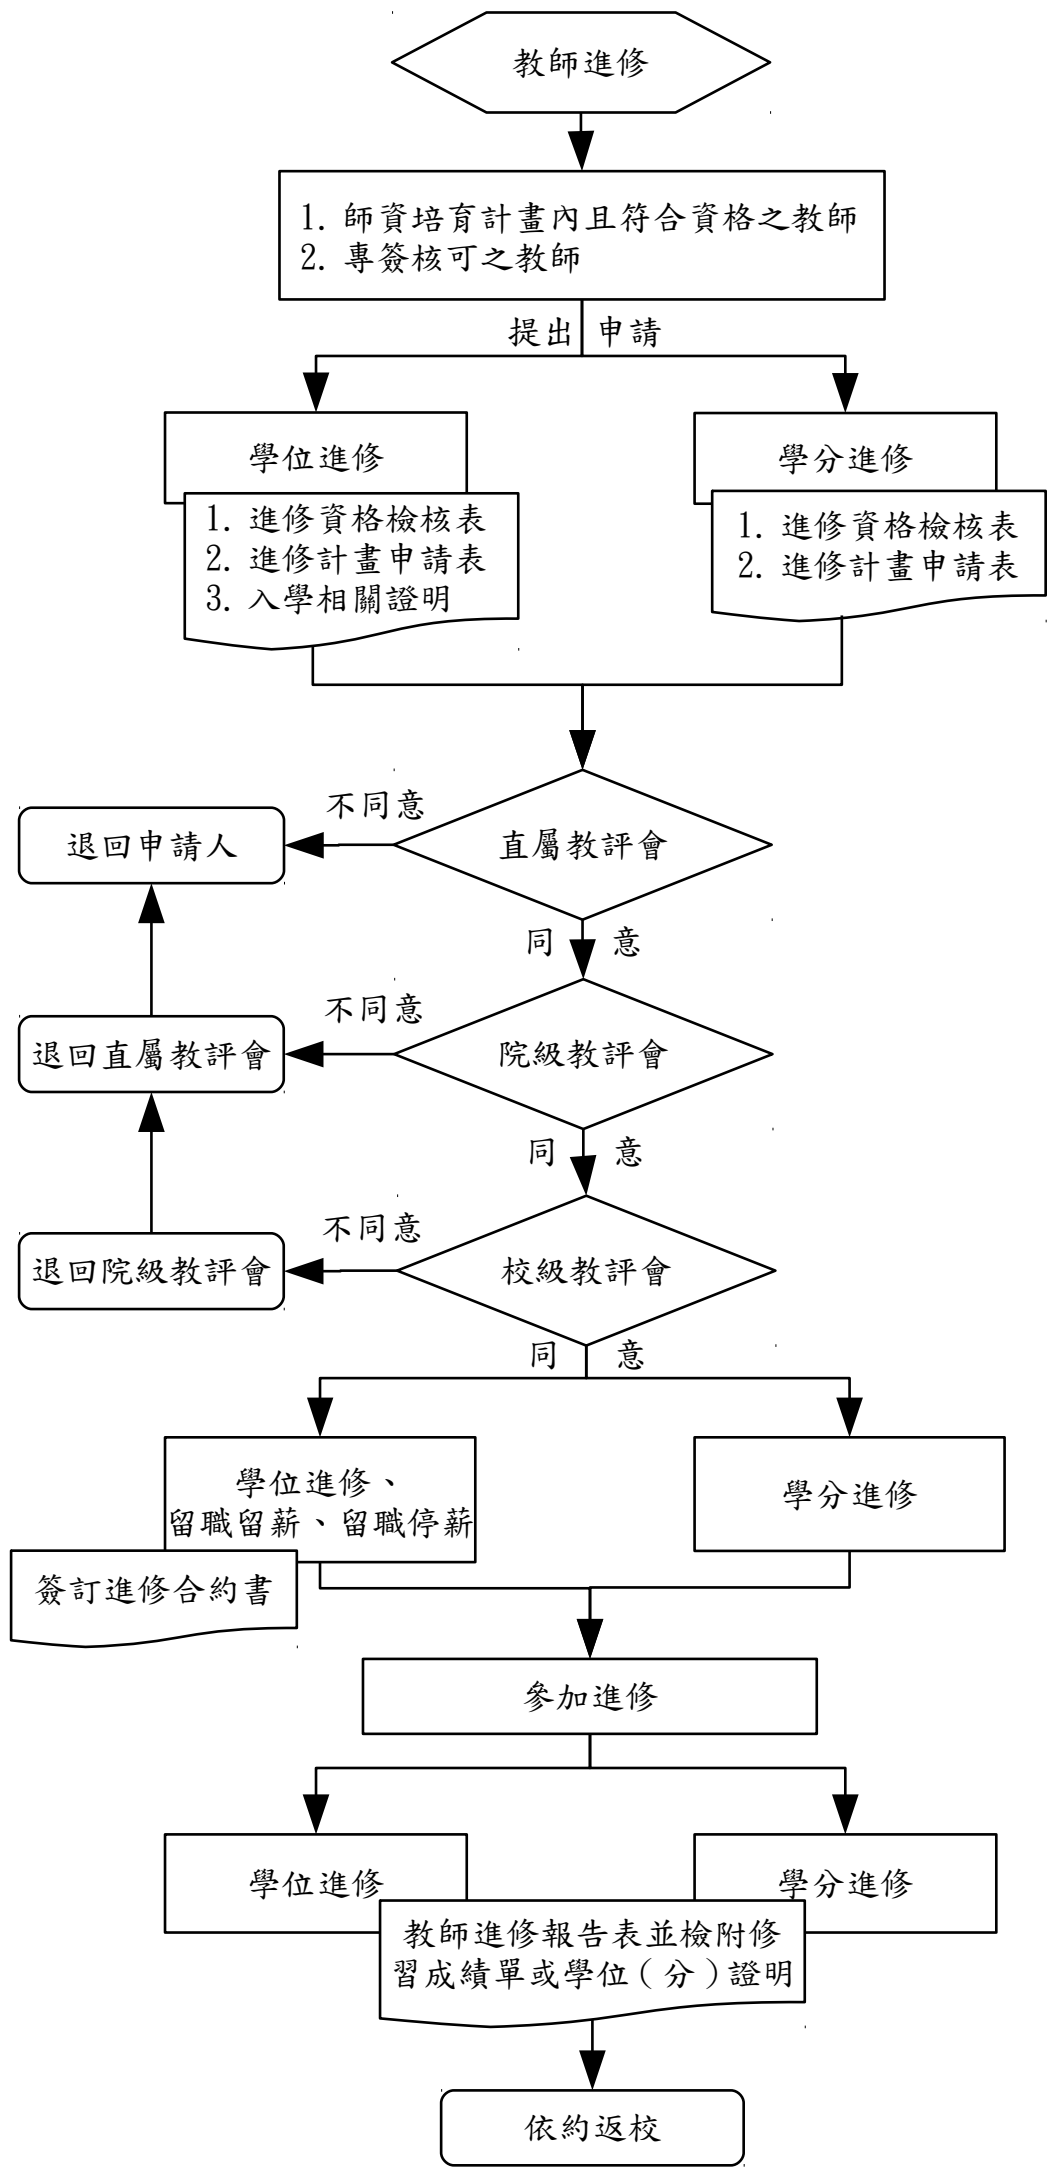 教師進修
1. 師資培育計畫內且符合資格之教師
2. 專簽核可之教師
提出 申請
學位進修
學分進修
1. 進修資格檢核表
2. 進修計畫申請表
3. 入學相關證明
1. 進修資格檢核表
2. 進修計畫申請表
不同意
退回申請人
直屬教評會
同 意
不同意
退回直屬教評會
院級教評會
同 意
不同意
退回院級教評會
校級教評會
同 意
學位進修、
留職留薪、留職停薪
學分進修
簽訂進修合約書
參加進修
學位進修
學分進修
教師進修報告表並檢附修
習成績單或學位（分）證明
依約返校